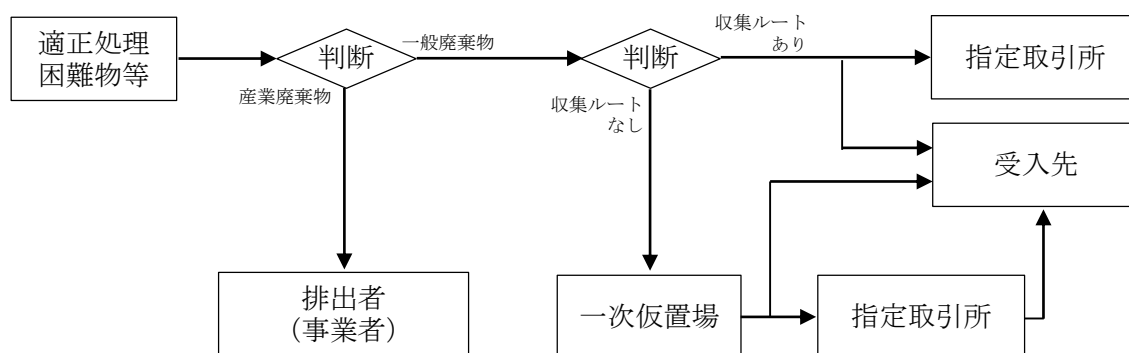 適正処理
困難物等
判断
一般廃棄物
産業廃棄物
判断
収集ルート
あり
収集ルート
なし
指定取引所
受入先
排出者
（事業者）
一次仮置場
指定取引所